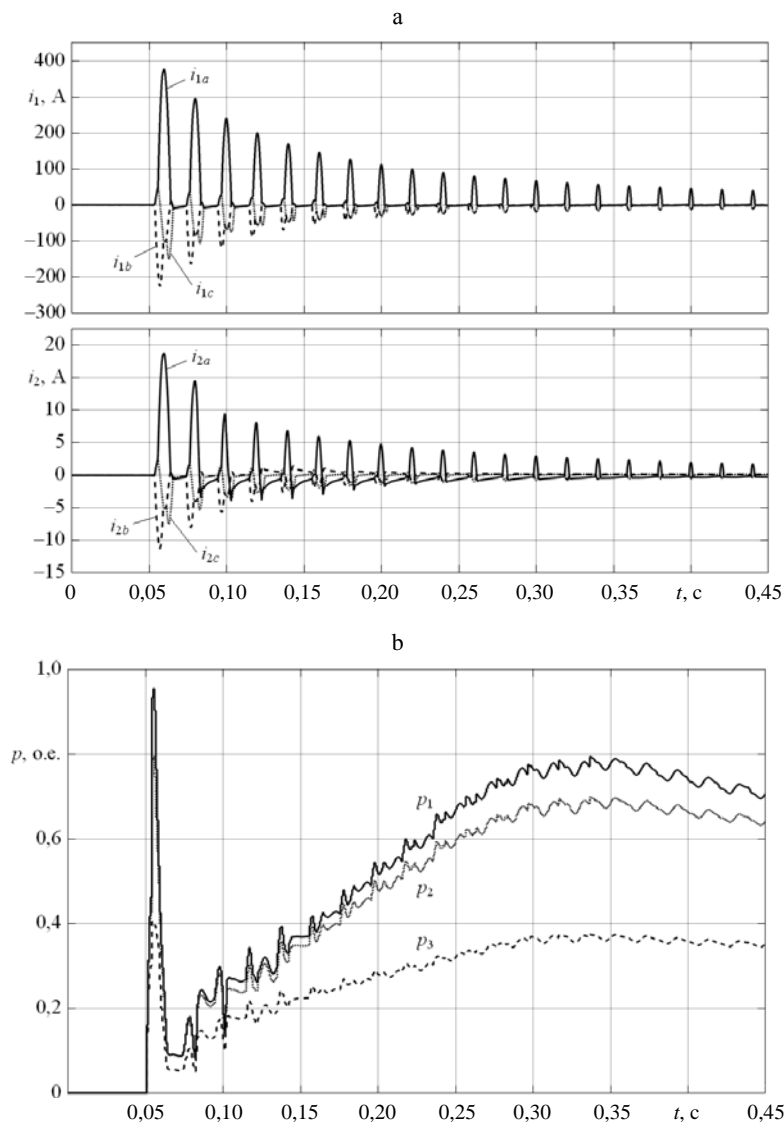 a
400
i1a
i1, A
300
200
100
0
–100
i1b
–200
i1c
–300
20
i2a
i2, A
15
10
5
0
–5
i2b
–10
i2c
–15
0 0,05 0,10 0,15 0,20 0,25 0,30 0,35 t, c 0,45
b
1,0
p, o.e.
p1
0,6
p2
0,4
p3
0,2
0
0,05 0,10 0,15 0,20 0,25 0,30 0,35 t, c 0,45